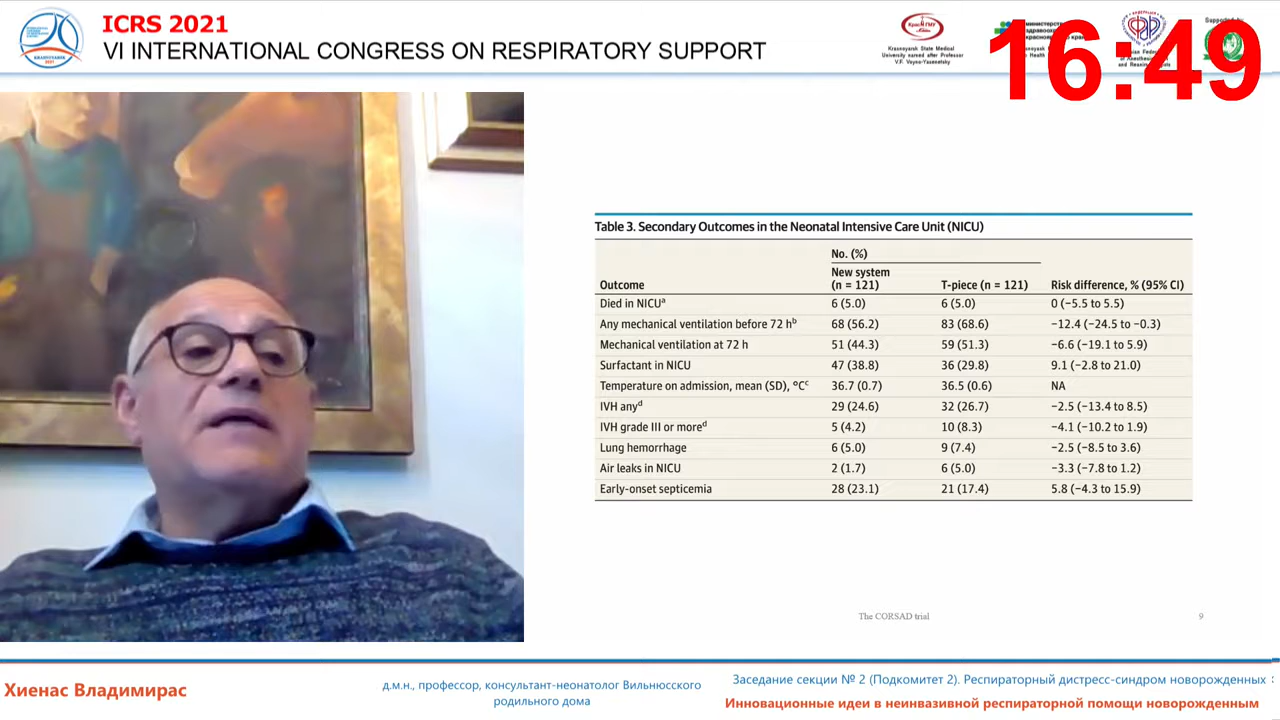 ICRS 2021
VI INTERNATIONAL CONGRESS ON RESPIRATORY SUPPORT
Krasnoyarsk State Medical
University named after Professor
V.F. Voyno-Yasenetsky
Supported by
16:49
Table 3. Secondary Outcomes in the Neonatal Intensive Care Unit (NICU)
No. (%)
Outcome New system (n = 121) T-piece (n = 121) Risk difference, % (95% CI)
Died in NICUᵃ 6 (5.0) 6 (5.0) 0 (−5.5 to 5.5)
Any mechanical ventilation before 72 hᵇ 68 (56.2) 83 (68.6) −12.4 (−24.5 to −0.3)
Mechanical ventilation at 72 h 51 (44.3) 59 (51.3) −6.6 (−19.1 to 5.9)
Surfactant in NICU 47 (38.8) 36 (29.8) 9.1 (−2.8 to 21.0)
Temperature on admission, mean (SD), °Cᶜ 36.7 (0.7) 36.5 (0.6) NA
IVH anyᵈ 29 (24.6) 32 (26.7) −2.5 (−13.4 to 8.5)
IVH grade III or moreᵈ 5 (4.2) 10 (8.3) −4.1 (−10.2 to 1.9)
Lung hemorrhage 6 (5.0) 9 (7.4) −2.5 (−8.5 to 3.6)
Air leaks in NICU 2 (1.7) 6 (5.0) −3.3 (−7.8 to 1.2)
Early-onset septicemia 28 (23.1) 21 (17.4) 5.8 (−4.3 to 15.9)
The CORSAD trial 9
Хиенас Владимирас
д.м.н., профессор, консультант-неонатолог Вильнюсского
родильного дома
Заседание секции № 2 (Подкомитет 2). Респираторный дистресс-синдром новорожденных :
Инновационные идеи в неинвазивной респираторной помощи новорожденным